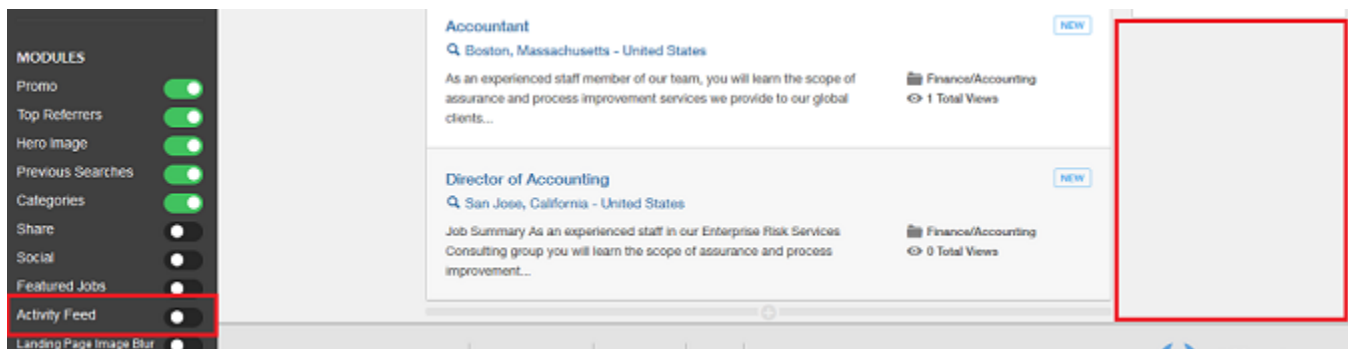 MODULES
Promo
Top Referrers
Hero Image
Previous Searches
Categories
Share
Social
Featured Jobs
Activity Feed
Landing Page Image Blur
Accountant
NEW
Boston, Massachusetts - United States
As an experienced staff member of our team, you will learn the scope of
assurance and process improvement services we provide to our global
clients...
Finance/Accounting
1 Total Views
Director of Accounting
NEW
San Jose, California - United States
Job Summary As an experienced staff in our Enterprise Risk Services
Consulting group you will learn the scope of assurance and process
improvement...
Finance/Accounting
0 Total Views